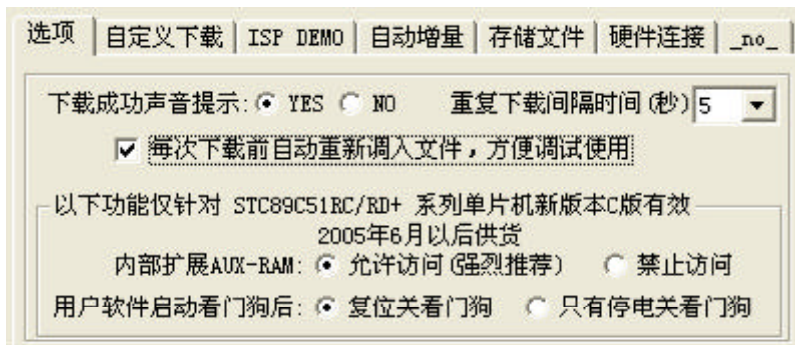 选项 自定义下载 ISP DEMO 自动增量 存储文件 硬件连接 _no_
下载成功声音提示: YES NO 重复下载间隔时间(秒) 5
每次下载前自动重新调入文件，方便调试使用
以下功能仅针对 STC89C51RC/RD+ 系列单片机新版本C版有效
2005年6月以后供货
内部扩展AUX-RAM: 允许访问(强烈推荐) 禁止访问
用户软件启动看门狗后: 复位关看门狗 只有停电关看门狗